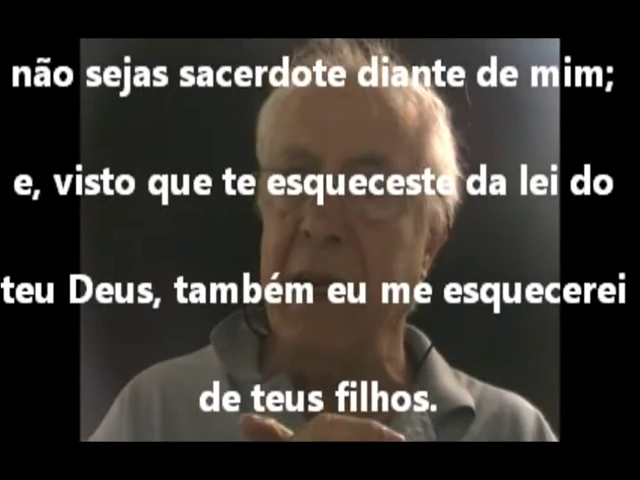 não sejas sacerdote diante de mim;
e, visto que te esqueceste da lei do
teu Deus, também eu me esquecerei
de teus filhos.